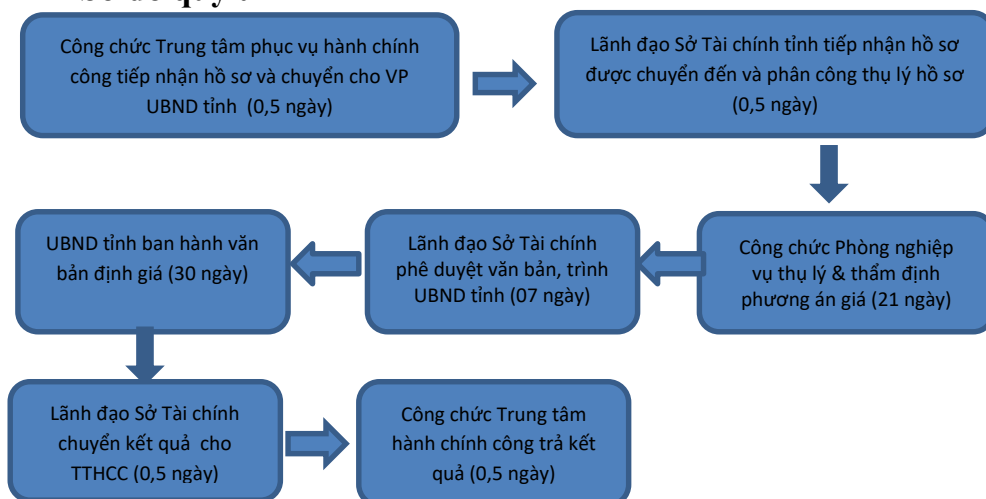 Công chức Trung tâm phục vụ hành chính
công tiếp nhận hồ sơ và chuyển cho VP
UBND tỉnh (0,5 ngày)
Lãnh đạo Sở Tài chính tỉnh tiếp nhận hồ sơ
được chuyển đến và phân công thụ lý hồ sơ
(0,5 ngày)
Công chức Phòng nghiệp
vụ thụ lý & thẩm định
phương án giá (21 ngày)
Lãnh đạo Sở Tài chính
phê duyệt văn bản, trình
UBND tỉnh (07 ngày)
UBND tỉnh ban hành văn
bản định giá (30 ngày)
Lãnh đạo Sở Tài chính
chuyển kết quả cho
TTHCC (0,5 ngày)
Công chức Trung tâm
hành chính công trả kết
quả (0,5 ngày)